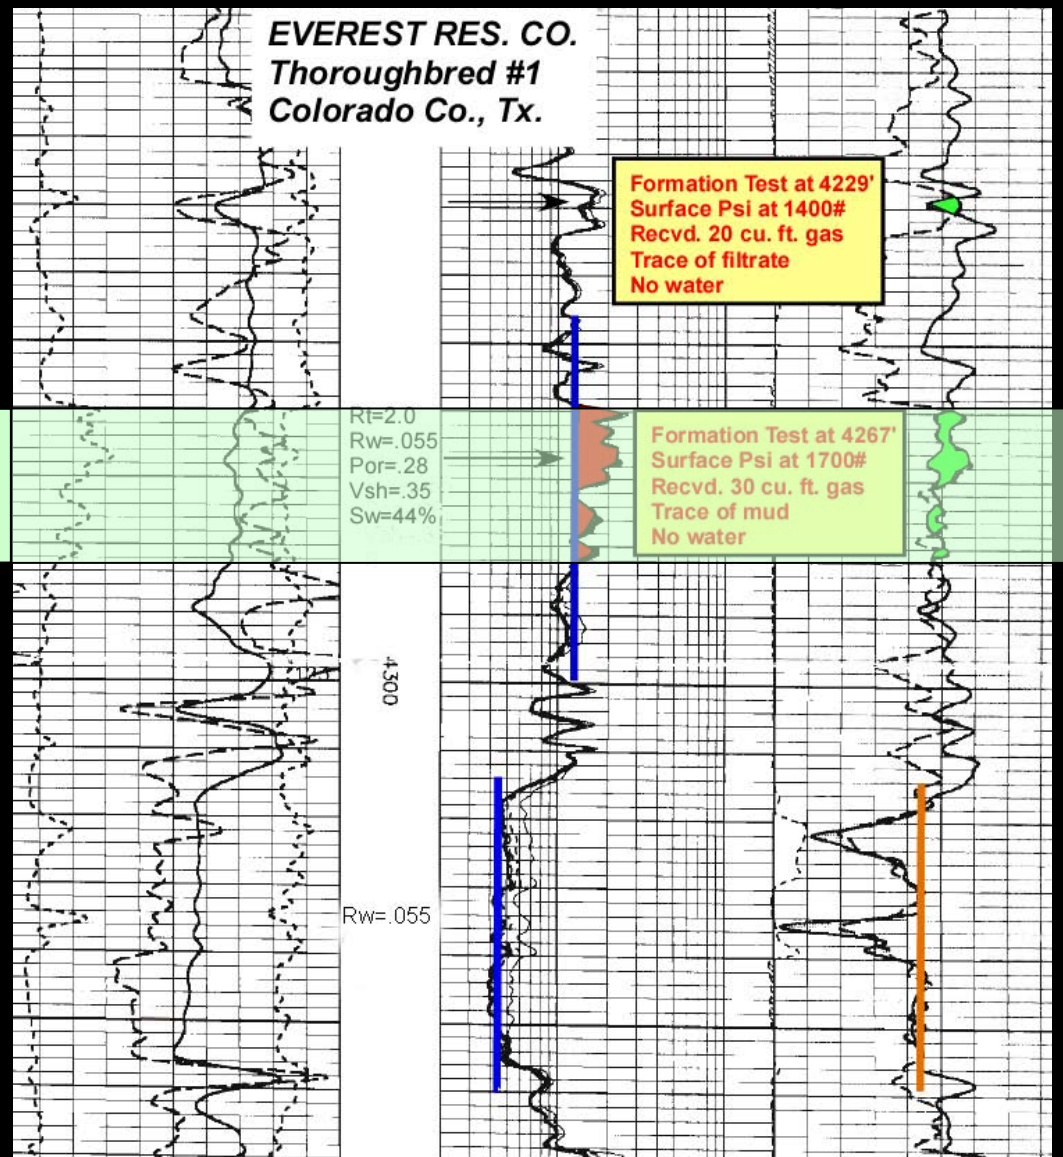 EVEREST RES. CO.
Thoroughbred #1
Colorado Co., Tx.
Formation Test at 4229'
Surface Psi at 1400#
Recvd. 20 cu. ft. gas
Trace of filtrate
No water
Rt=2.0
Rw=.055
Por=.28
Vsh=.35
Sw=44%
Formation Test at 4267'
Surface Psi at 1700#
Recvd. 30 cu. ft. gas
Trace of mud
No water
4300
Rw=.055